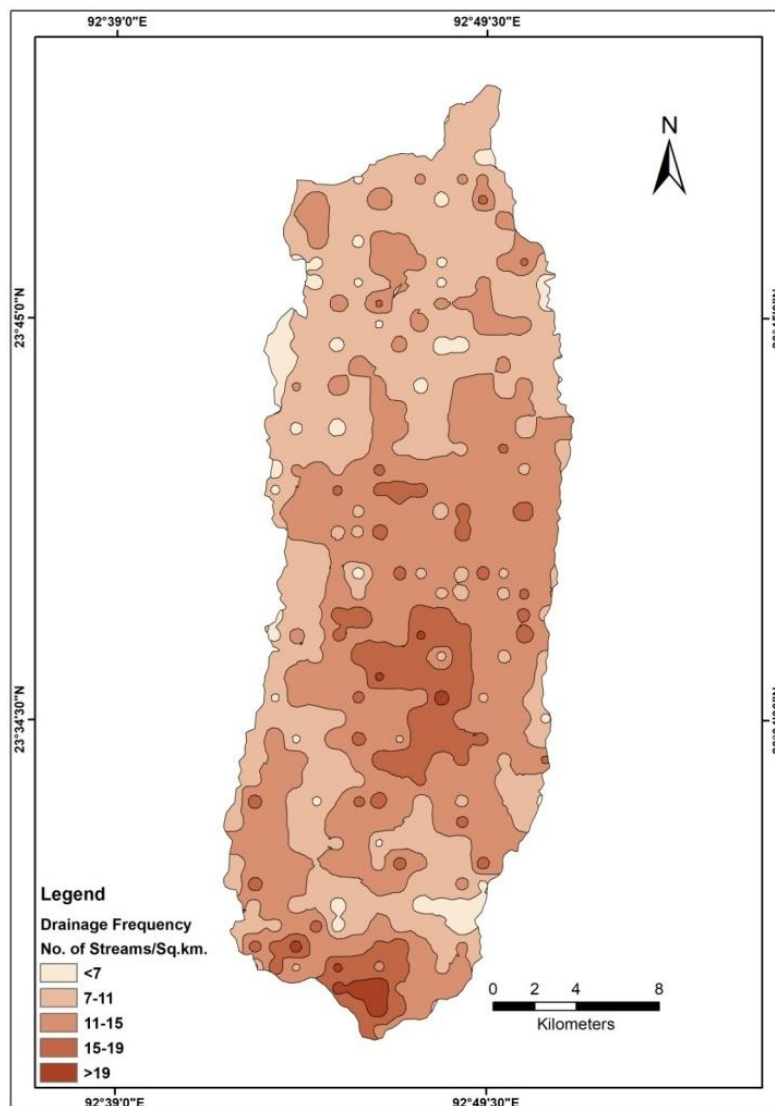 92°39'0"E 92°49'30"E
N
23°45'0"N
23°34'30"N
Legend
Drainage Frequency
No. of Streams/Sq.km.
<7
7-11
11-15
15-19
>19
0 2 4 8
Kilometers
92°39'0"E 92°49'30"E